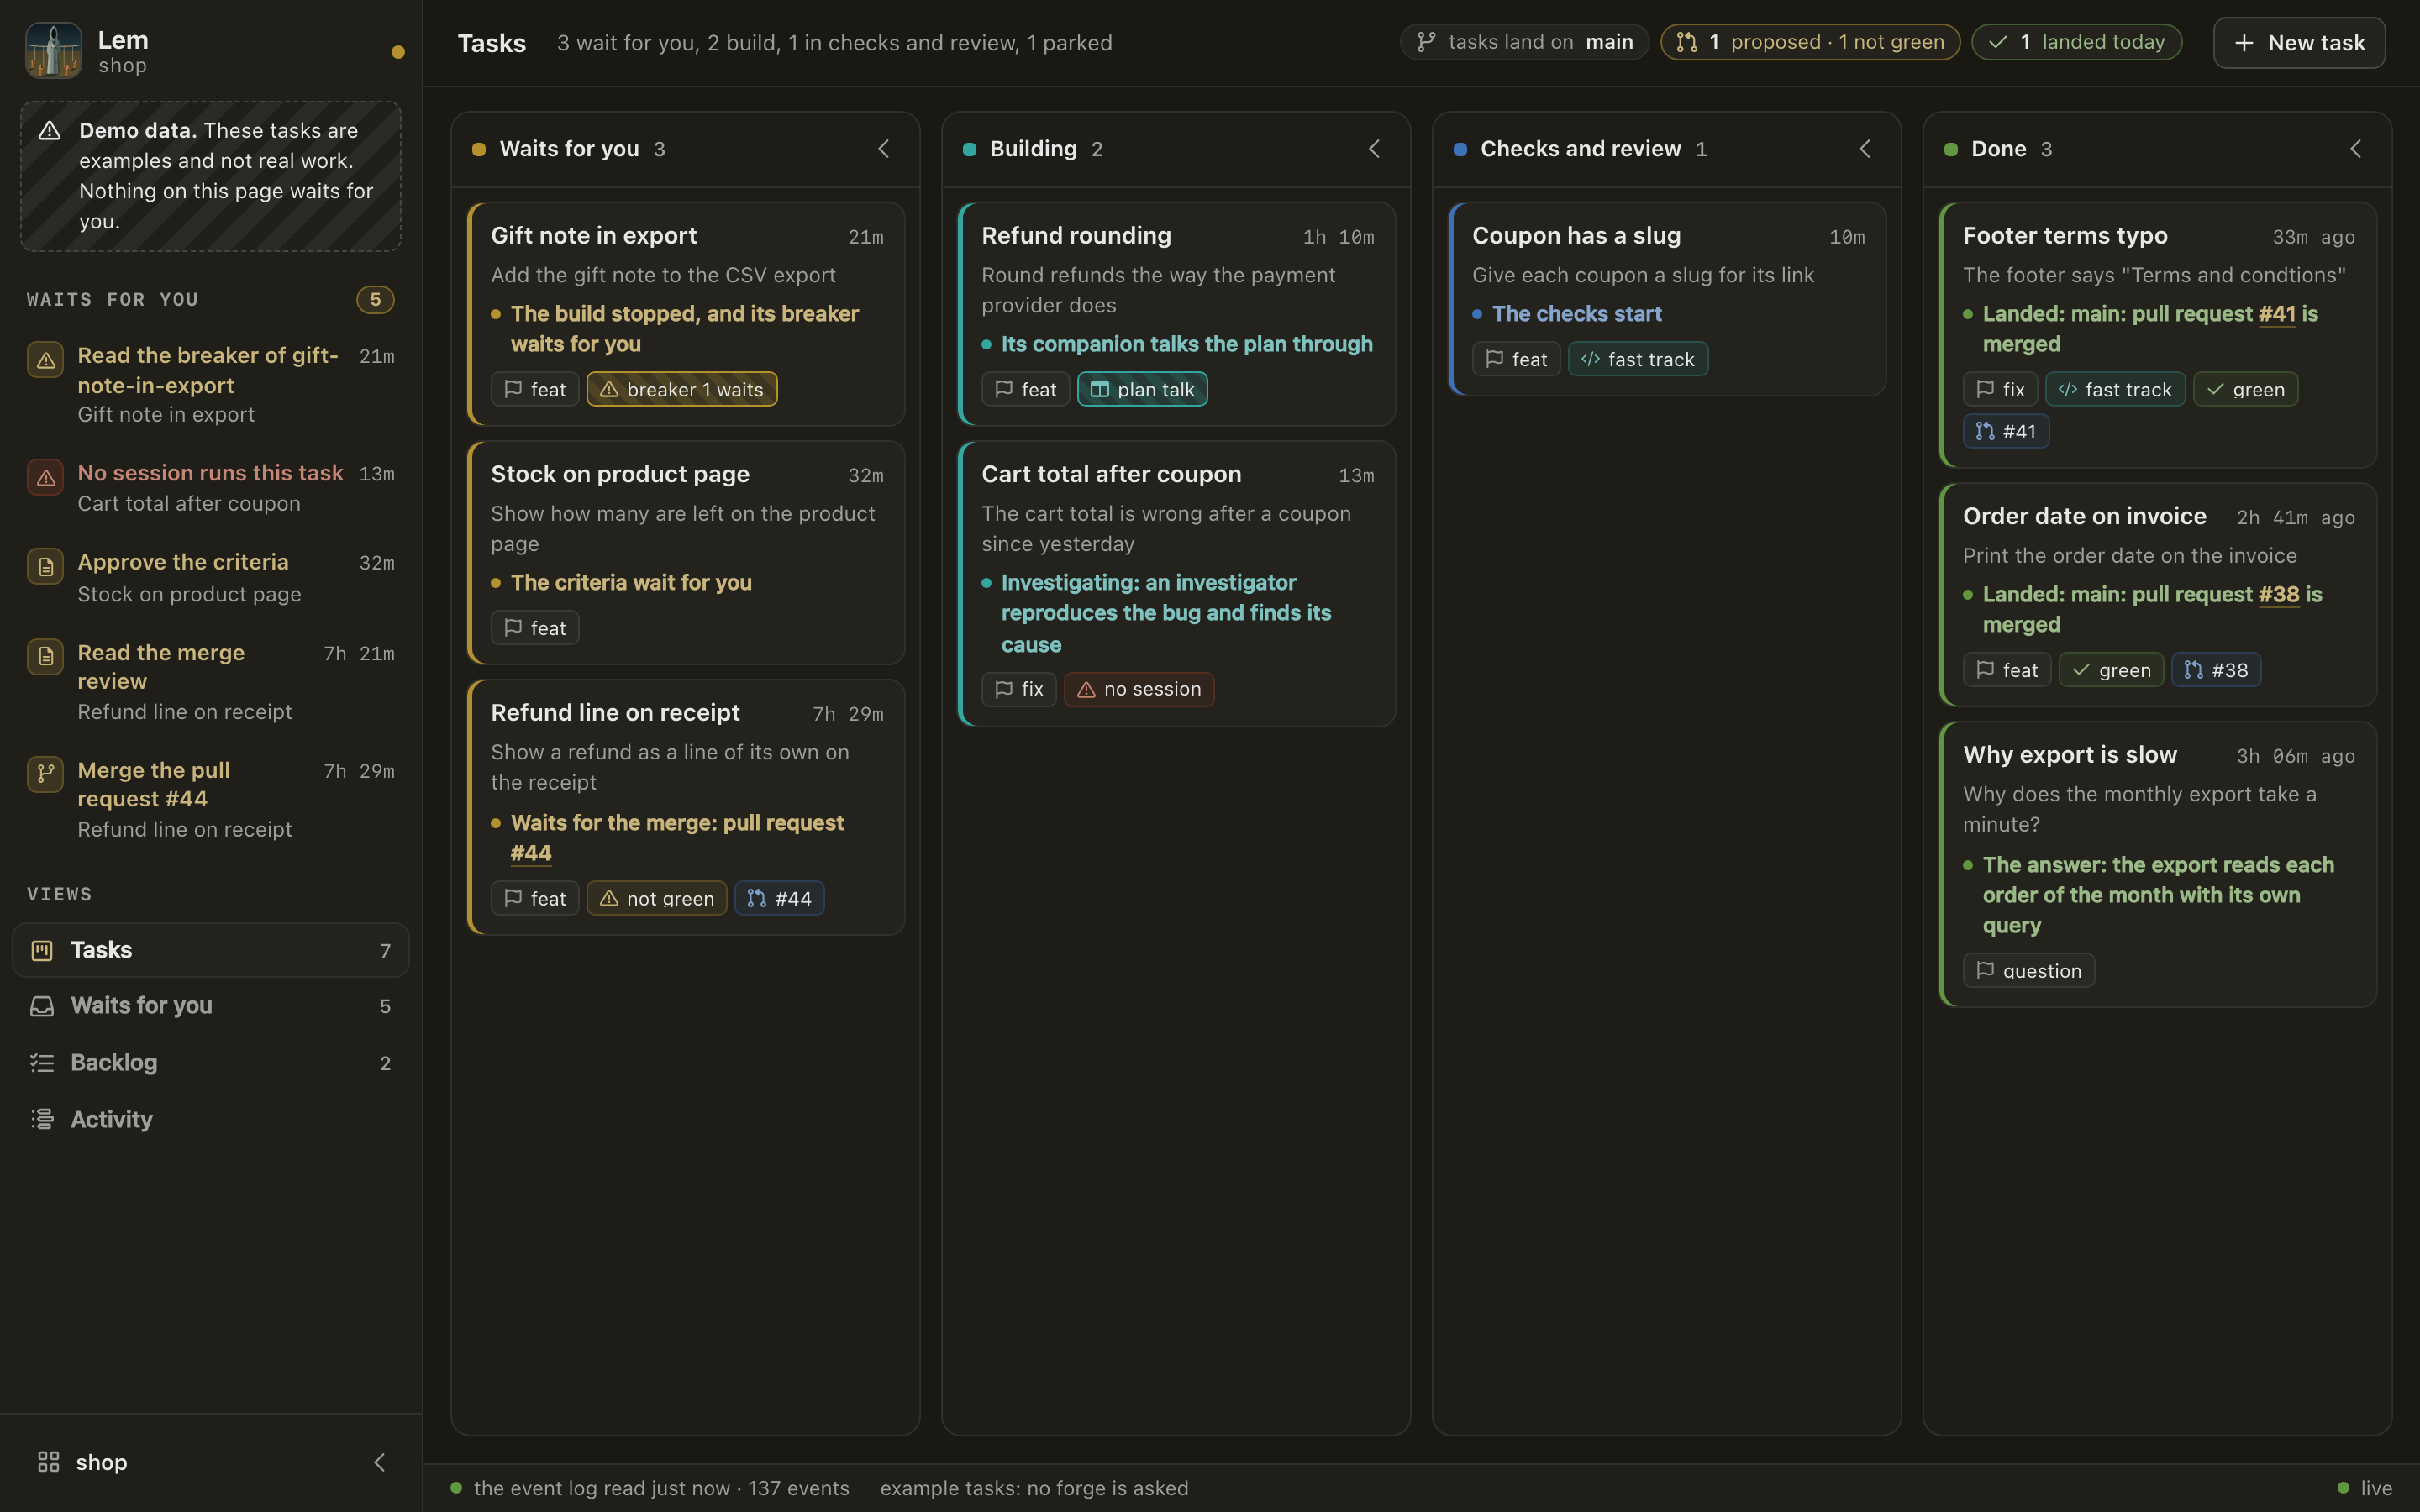 Lem
shop
Demo data. These tasks are
examples and not real work.
Nothing on this page waits for
you.
WAITS FOR YOU 5
Read the breaker of gift- 21m
note-in-export
Gift note in export
No session runs this task 13m
Cart total after coupon
Approve the criteria 32m
Stock on product page
Read the merge 7h 21m
review
Refund line on receipt
Merge the pull 7h 29m
request #44
Refund line on receipt
VIEWS
Tasks 7
Waits for you 5
Backlog 2
Activity
shop
Tasks 3 wait for you, 2 build, 1 in checks and review, 1 parked
tasks land on main
1 proposed · 1 not green
1 landed today
New task
Waits for you 3
Gift note in export 21m
Add the gift note to the CSV export
The build stopped, and its breaker
waits for you
feat breaker 1 waits
Stock on product page 32m
Show how many are left on the product
page
The criteria wait for you
feat
Refund line on receipt 7h 29m
Show a refund as a line of its own on
the receipt
Waits for the merge: pull request
#44
feat not green #44
Building 2
Refund rounding 1h 10m
Round refunds the way the payment
provider does
Its companion talks the plan through
feat plan talk
Cart total after coupon 13m
The cart total is wrong after a coupon
since yesterday
Investigating: an investigator
reproduces the bug and finds its
cause
fix no session
Checks and review 1
Coupon has a slug 10m
Give each coupon a slug for its link
The checks start
feat fast track
Done 3
Footer terms typo 33m ago
The footer says "Terms and condtions"
Landed: main: pull request #41 is
merged
fix fast track green
#41
Order date on invoice 2h 41m ago
Print the order date on the invoice
Landed: main: pull request #38 is
merged
feat green #38
Why export is slow 3h 06m ago
Why does the monthly export take a
minute?
The answer: the export reads each
order of the month with its own
query
question
the event log read just now · 137 events example tasks: no forge is asked
live